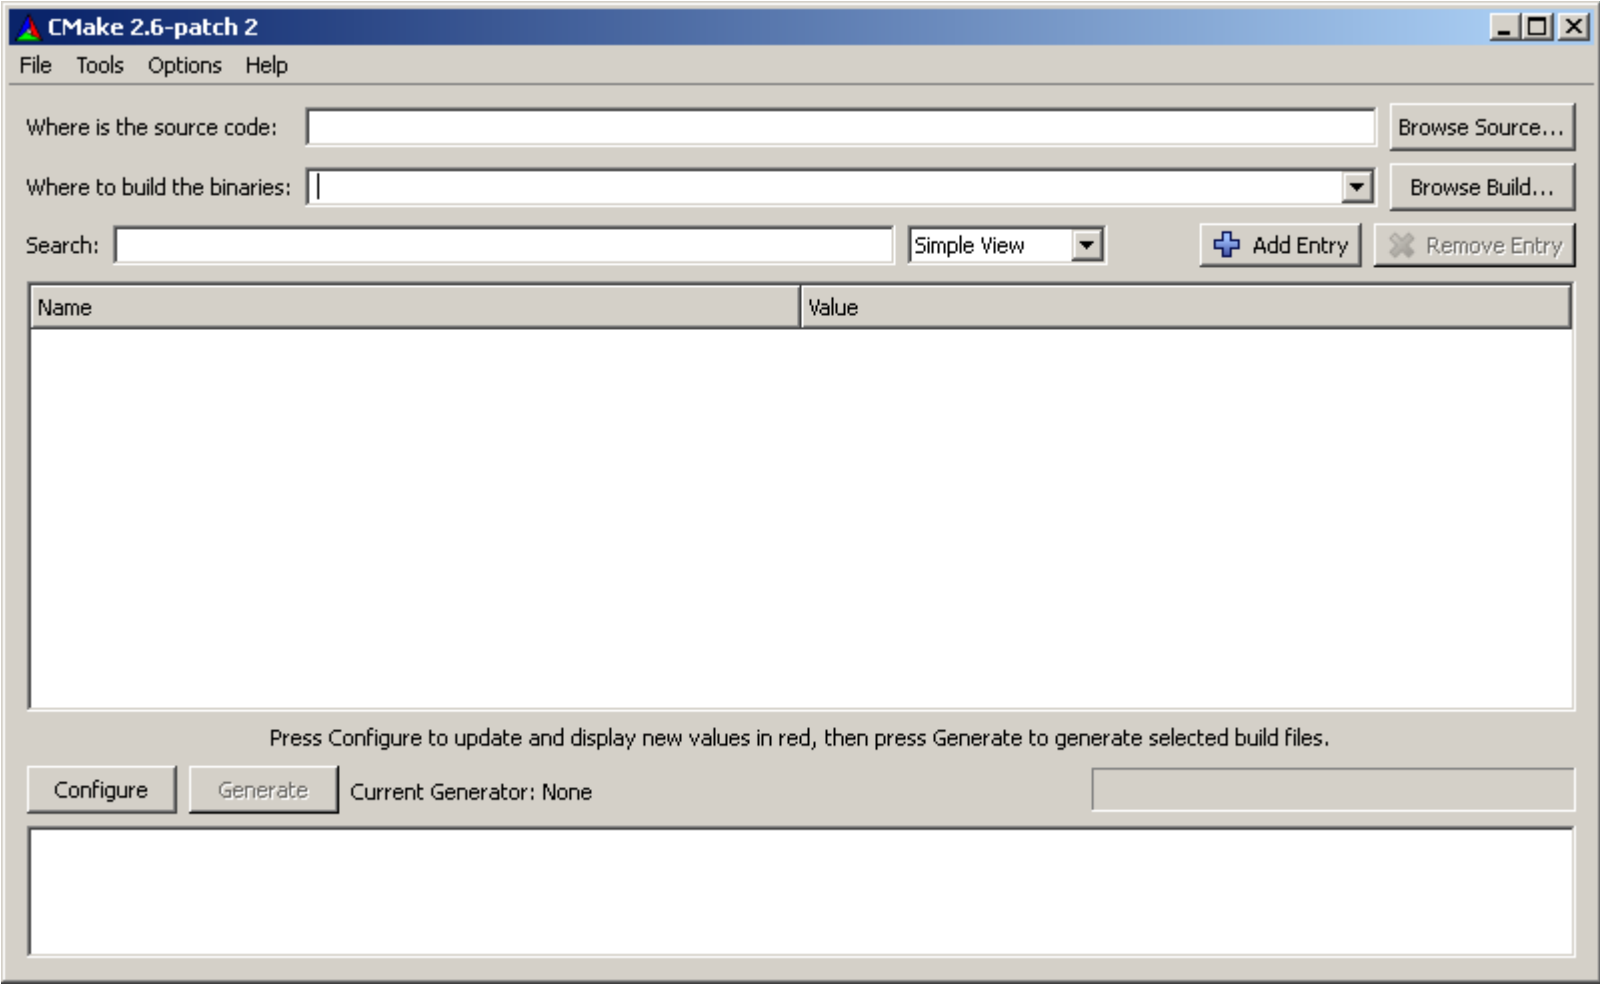 CMake 2.6-patch 2
File Tools Options Help
Where is the source code: Browse Source...
Where to build the binaries: Browse Build...
Search: Simple View Add Entry Remove Entry
Name Value
Press Configure to update and display new values in red, then press Generate to generate selected build files.
Configure Generate Current Generator: None